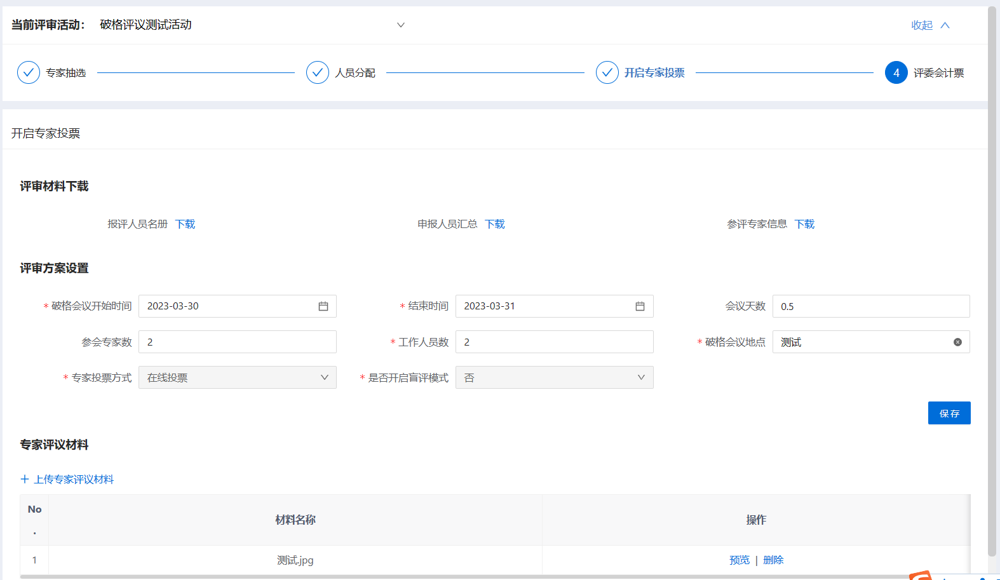 当前评审活动： 破格评议测试活动 收起
专家抽选 人员分配 开启专家投票 4 评委会计票
开启专家投票
评审材料下载
报评人员名册 下载 申报人员汇总 下载 参评专家信息 下载
评审方案设置
* 破格会议开始时间 2023-03-30 * 结束时间 2023-03-31 会议天数 0.5
参会专家数 2 * 工作人员数 2 * 破格会议地点 测试
* 专家投票方式 在线投票 * 是否开启盲评模式 否
保存
专家评议材料
+ 上传专家评议材料
No. 材料名称 操作
1 测试.jpg 预览 | 删除